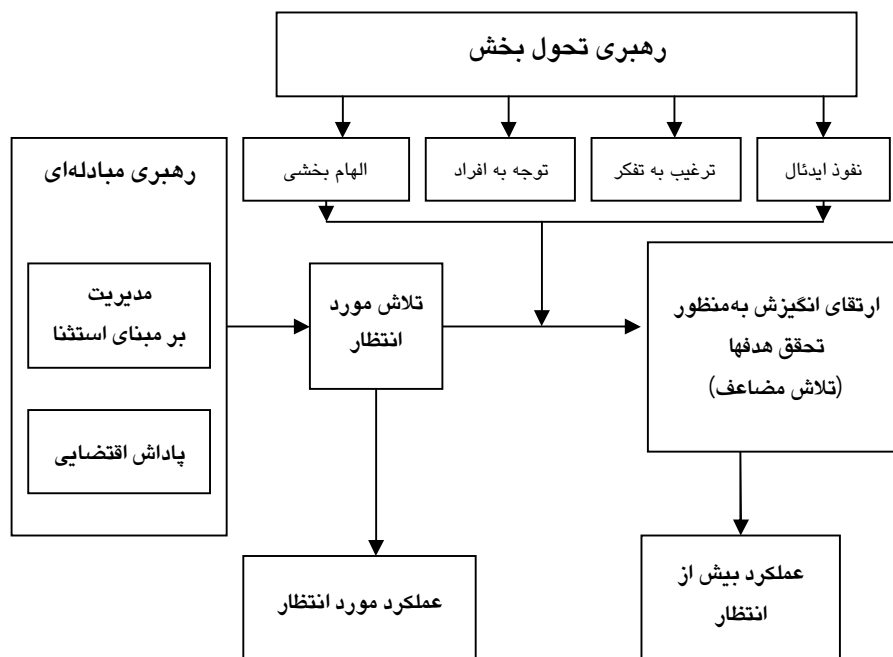 رهبری تحول بخش
نفوذ ایدئال
ترغیب به تفکر
توجه به افراد
الهام بخشی
رهبری مبادله‌ای
مدیریت
بر مبنای استثنا
پاداش اقتضایی
تلاش مورد
انتظار
ارتقای انگیزش به‌منظور
تحقق هدفها
(تلاش مضاعف)
عملکرد مورد انتظار
عملکرد بیش از
انتظار